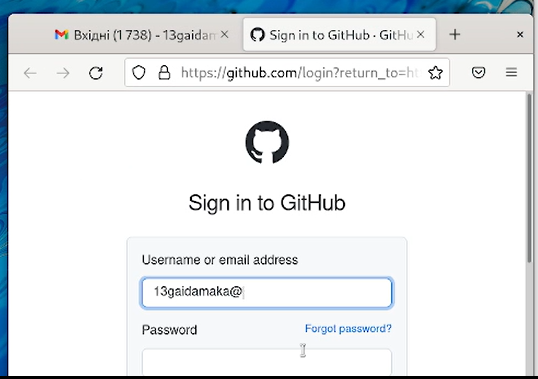 Вхідні (1 738) - 13gaidam
Sign in to GitHub · GitHu
https://github.com/login?return_to=ht
Sign in to GitHub
Username or email address
13gaidamaka@
Password Forgot password?